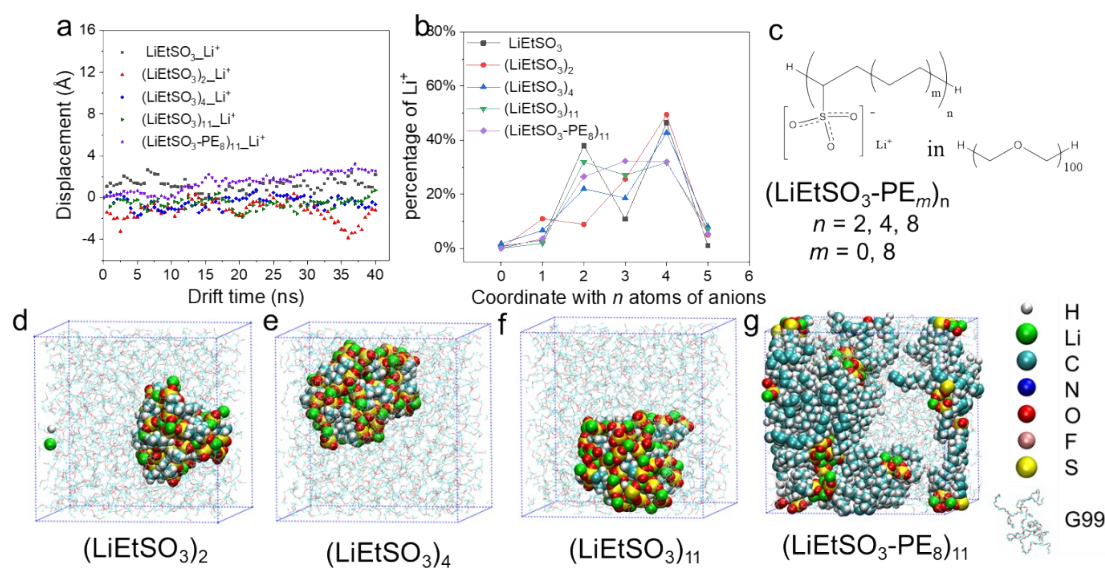 a
Displacement (Å)
16
12
8
4
0
-4
LiEtSO₃_Li⁺
(LiEtSO₃)₂_Li⁺
(LiEtSO₃)₄_Li⁺
(LiEtSO₃)₁₁_Li⁺
(LiEtSO₃-PE₈)₁₁_Li⁺
0 5 10 15 20 25 30 35 40
Drift time (ns)
b
percentage of Li⁺
80%
60%
40%
20%
0%
LiEtSO₃
(LiEtSO₃)₂
(LiEtSO₃)₄
(LiEtSO₃)₁₁
(LiEtSO₃-PE₈)₁₁
0 1 2 3 4 5 6
Coordinate with n atoms of anions
c
H
m
H
n
S
O
O
O
−
Li⁺
in
H
O
H
100
(LiEtSO₃-PEm)n
n = 2, 4, 8
m = 0, 8
d
(LiEtSO₃)₂
e
(LiEtSO₃)₄
f
(LiEtSO₃)₁₁
g
(LiEtSO₃-PE₈)₁₁
H
Li
C
N
O
F
S
G99